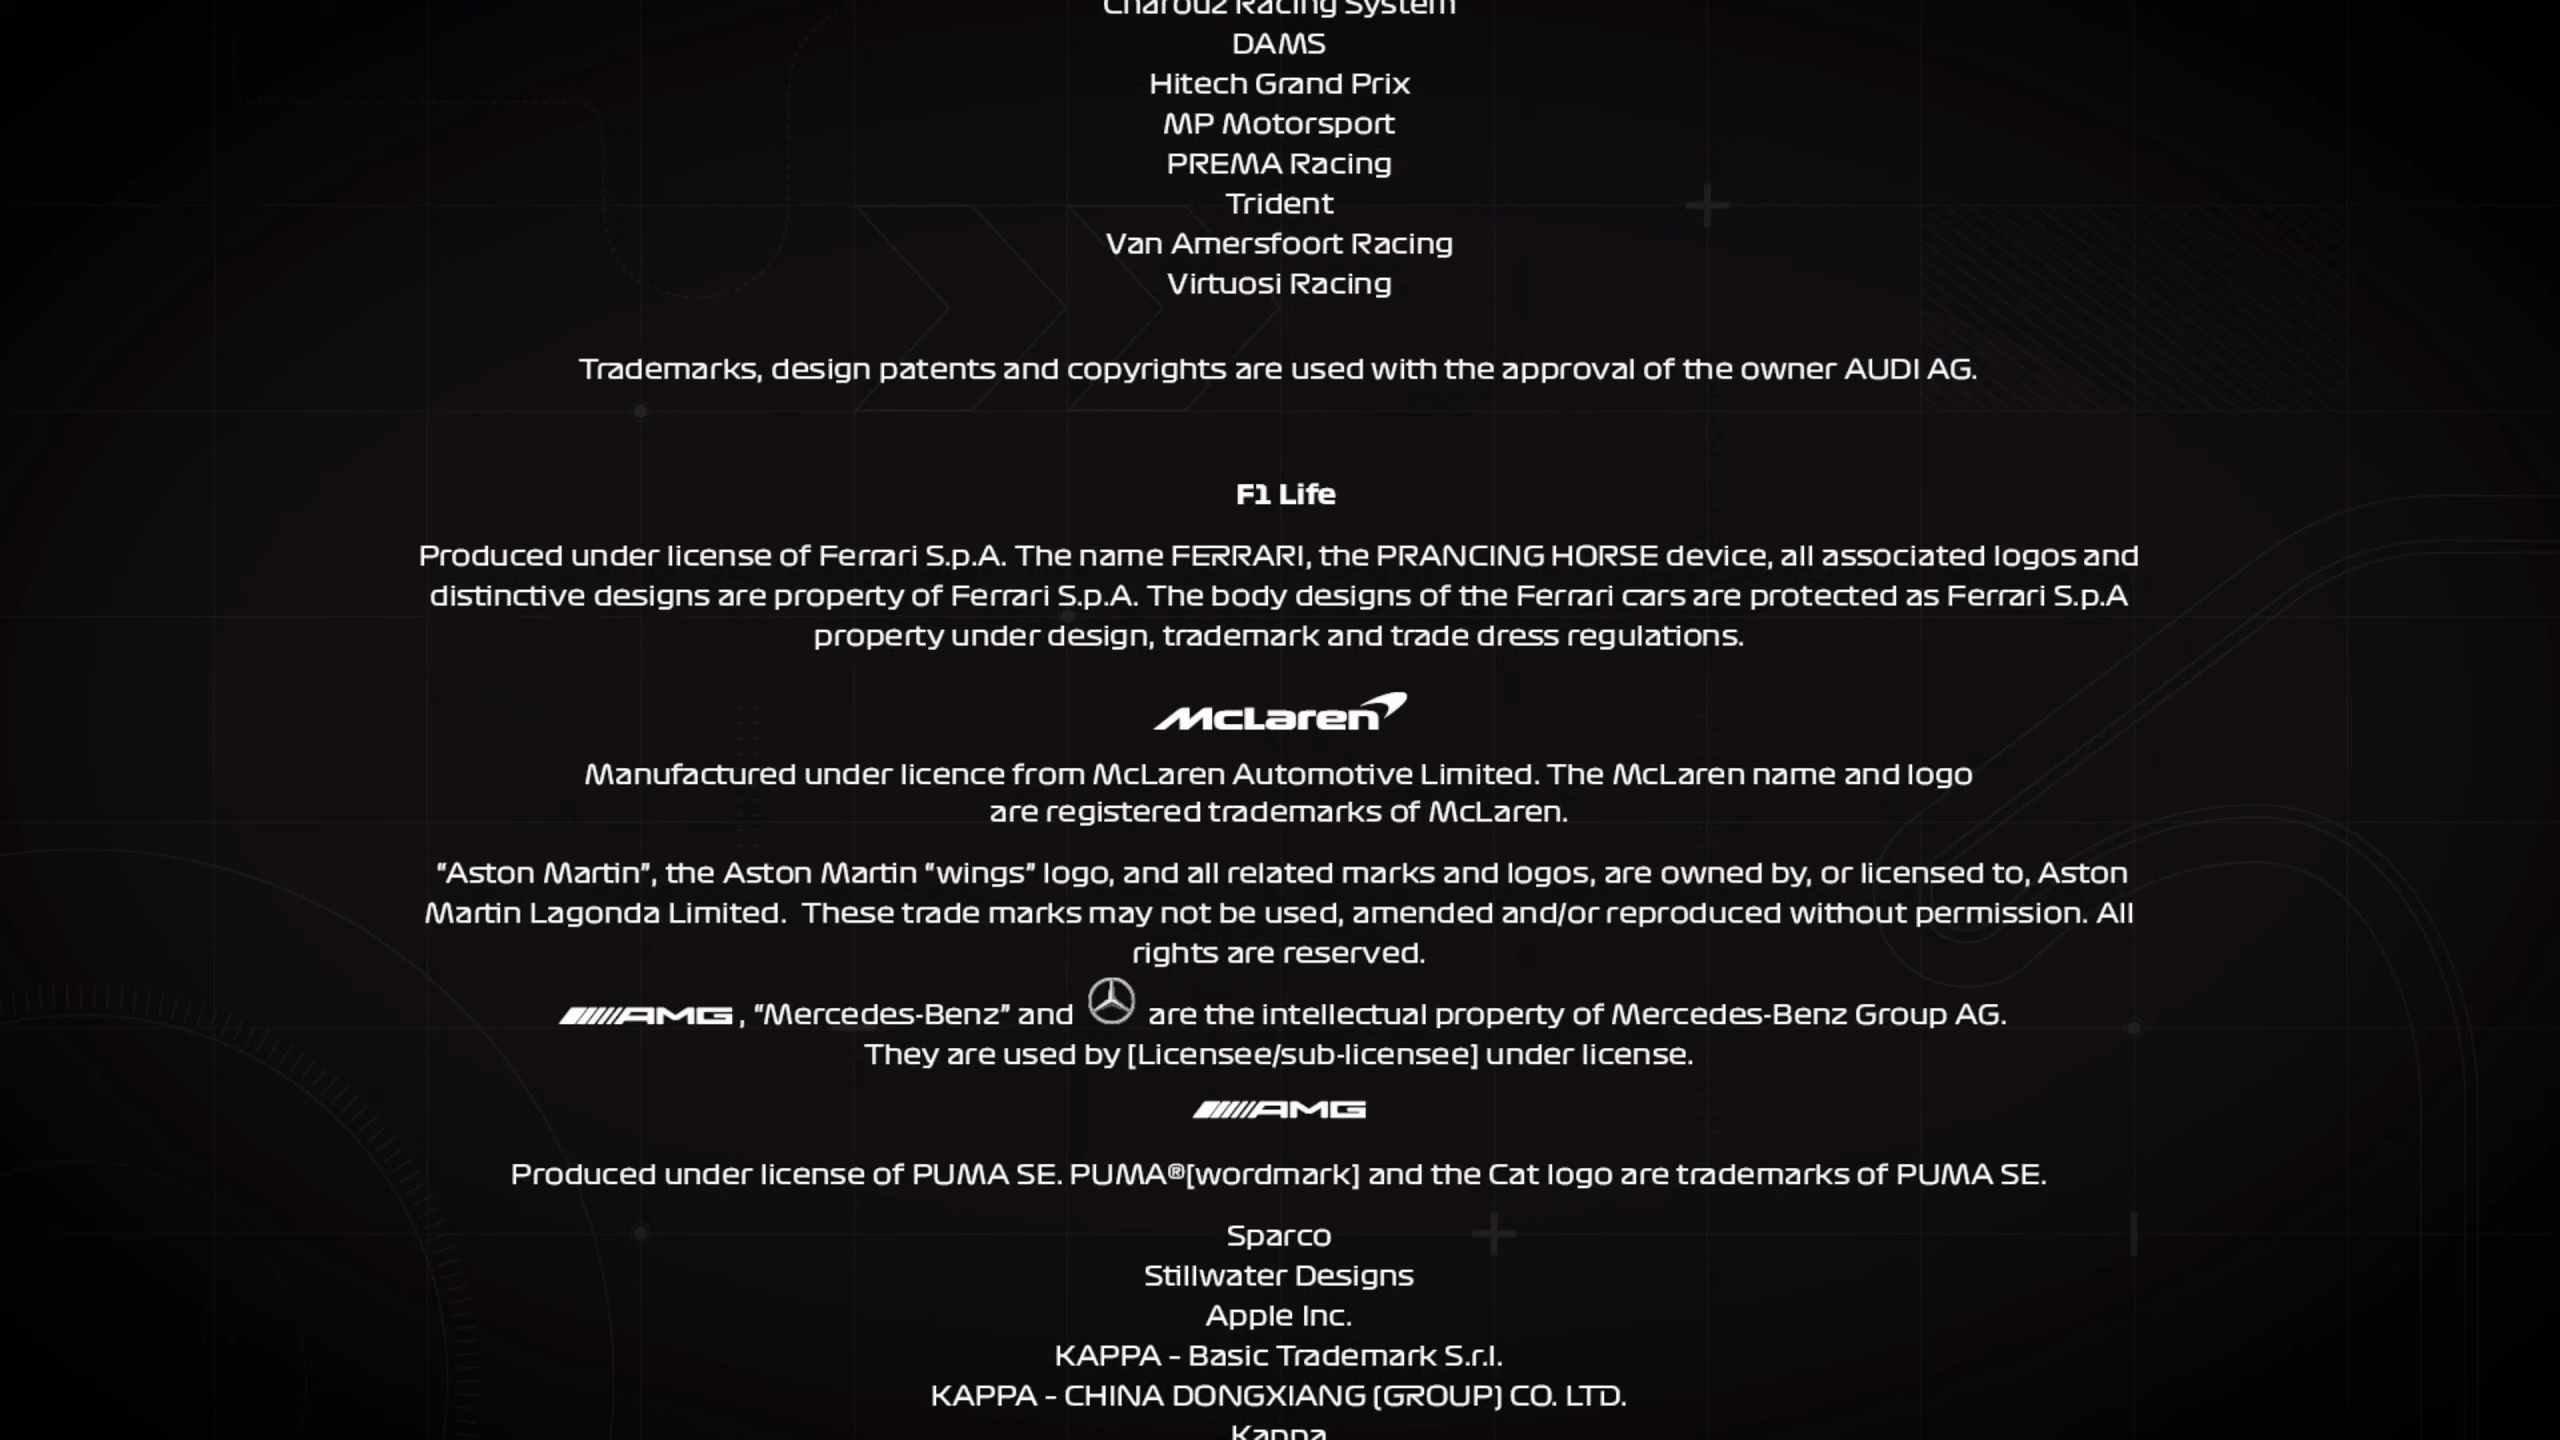 Charouz Racing System
DAMS
Hitech Grand Prix
MP Motorsport
PREMA Racing
Trident
Van Amersfoort Racing
Virtuosi Racing
Trademarks, design patents and copyrights are used with the approval of the owner AUDI AG.
F1 Life
Produced under license of Ferrari S.p.A. The name FERRARI, the PRANCING HORSE device, all associated logos and
distinctive designs are property of Ferrari S.p.A. The body designs of the Ferrari cars are protected as Ferrari S.p.A
property under design, trademark and trade dress regulations.
McLaren
Manufactured under licence from McLaren Automotive Limited. The McLaren name and logo
are registered trademarks of McLaren.
“Aston Martin”, the Aston Martin “wings” logo, and all related marks and logos, are owned by, or licensed to, Aston
Martin Lagonda Limited.  These trade marks may not be used, amended and/or reproduced without permission. All
rights are reserved.
AMG, “Mercedes-Benz” and are the intellectual property of Mercedes-Benz Group AG.
They are used by [Licensee/sub-licensee] under license.
AMG
Produced under license of PUMA SE. PUMA®[wordmark] and the Cat logo are trademarks of PUMA SE.
Sparco
Stillwater Designs
Apple Inc.
KAPPA - Basic Trademark S.r.l.
KAPPA - CHINA DONGXIANG (GROUP) CO. LTD.
Kappa